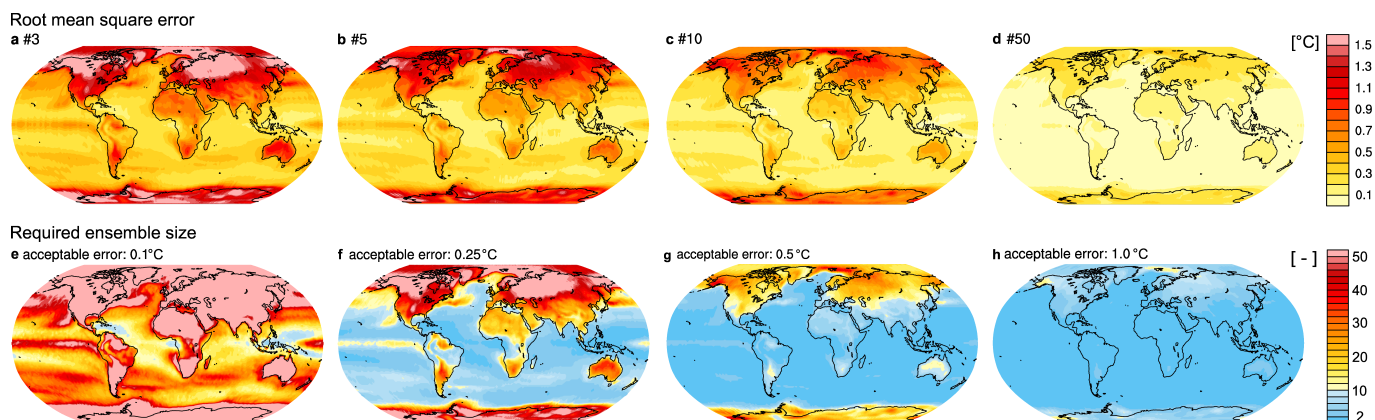 Root mean square error
a #3
b #5
c #10
d #50
[°C]
1.5
1.3
1.1
0.9
0.7
0.5
0.3
0.1
Required ensemble size
e acceptable error: 0.1°C
f acceptable error: 0.25°C
g acceptable error: 0.5°C
h acceptable error: 1.0°C
[ - ]
50
40
30
20
10
2